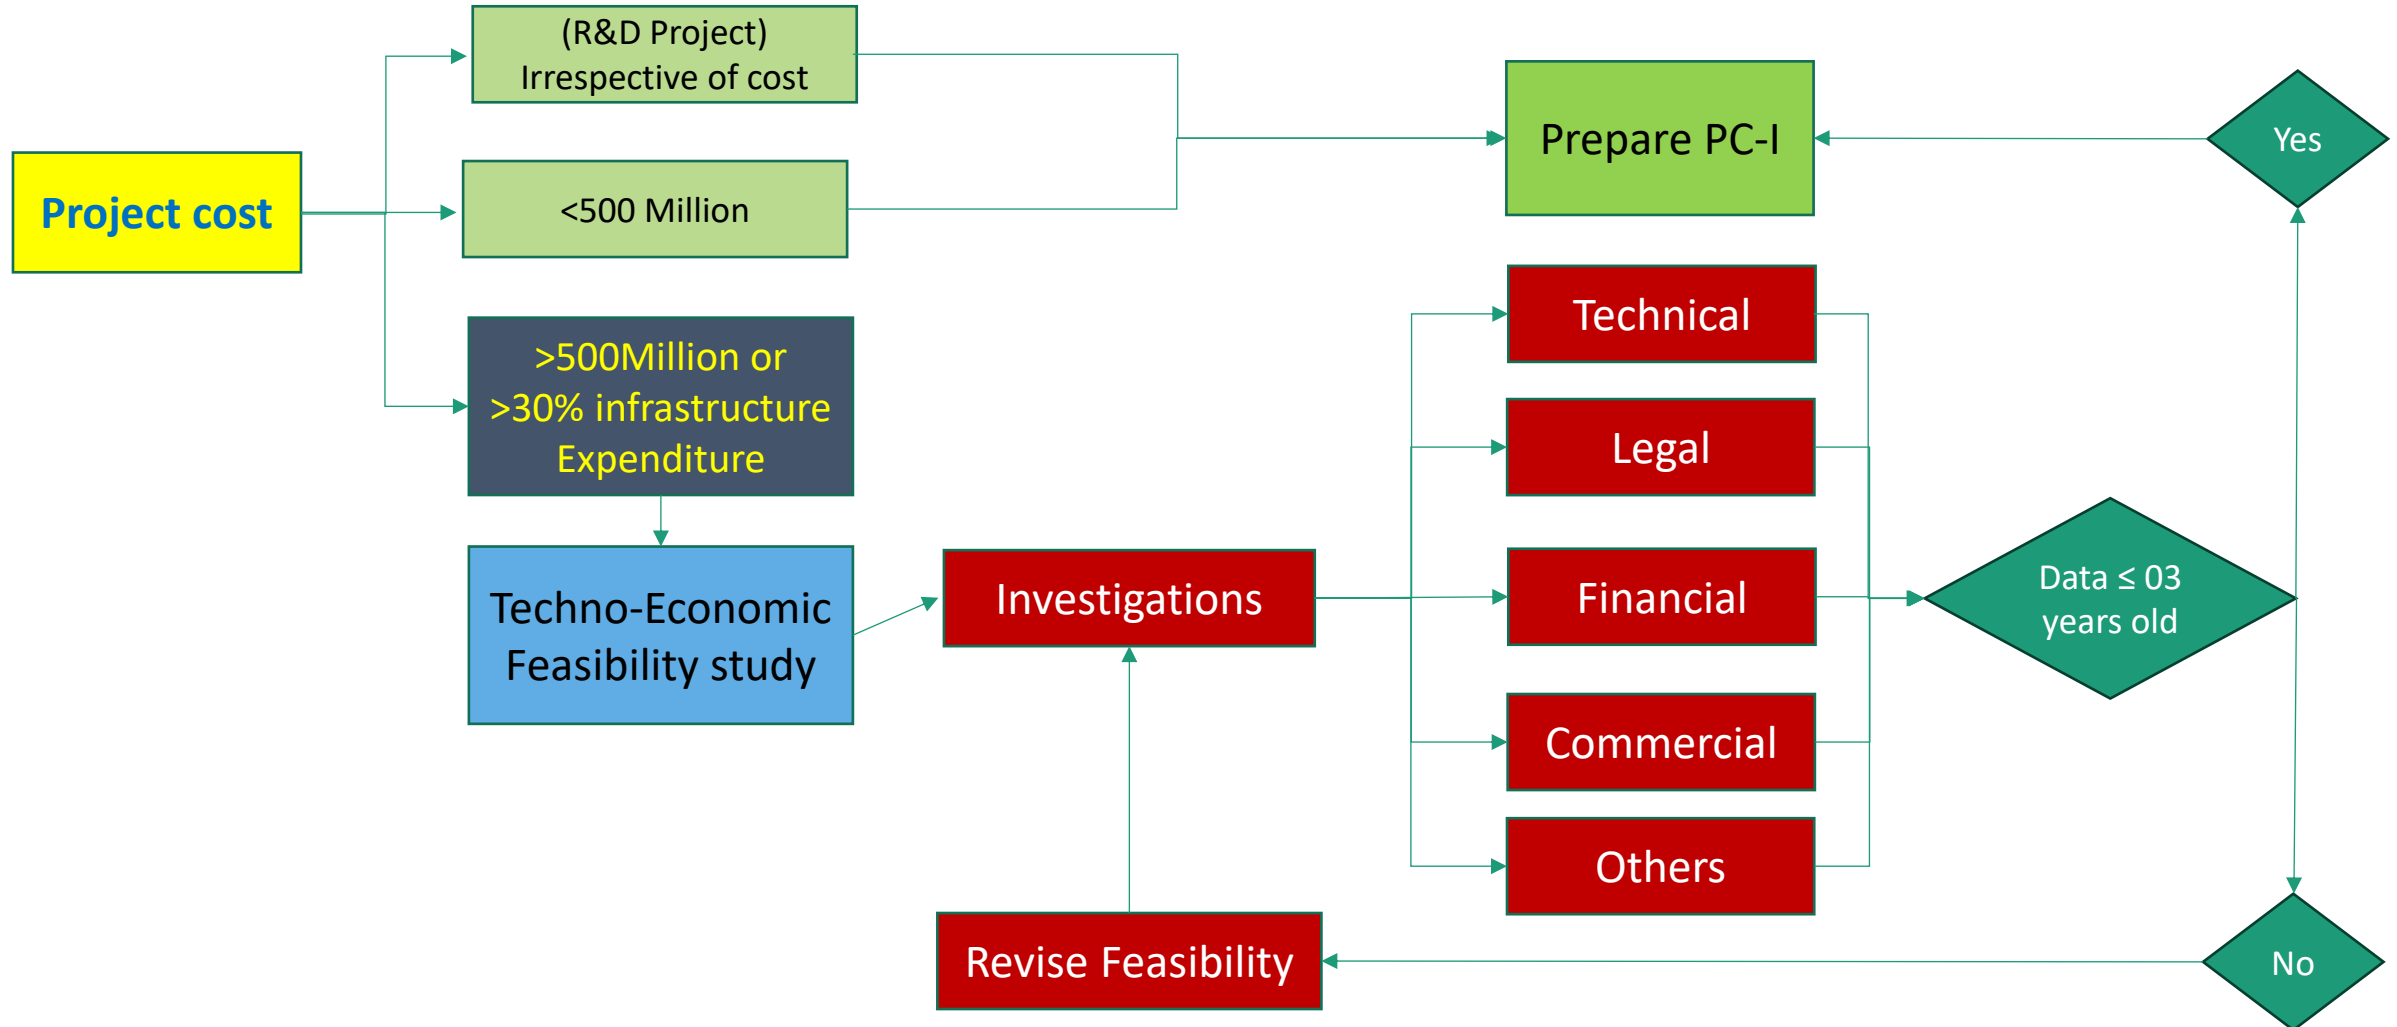 (R&D Project)
Irrespective of cost
Project cost
<500 Million
>500Million or
>30% infrastructure
Expenditure
Techno-Economic
Feasibility study
Investigations
Revise Feasibility
Prepare PC-I
Technical
Legal
Financial
Commercial
Others
Data ≤ 03
years old
Yes
No